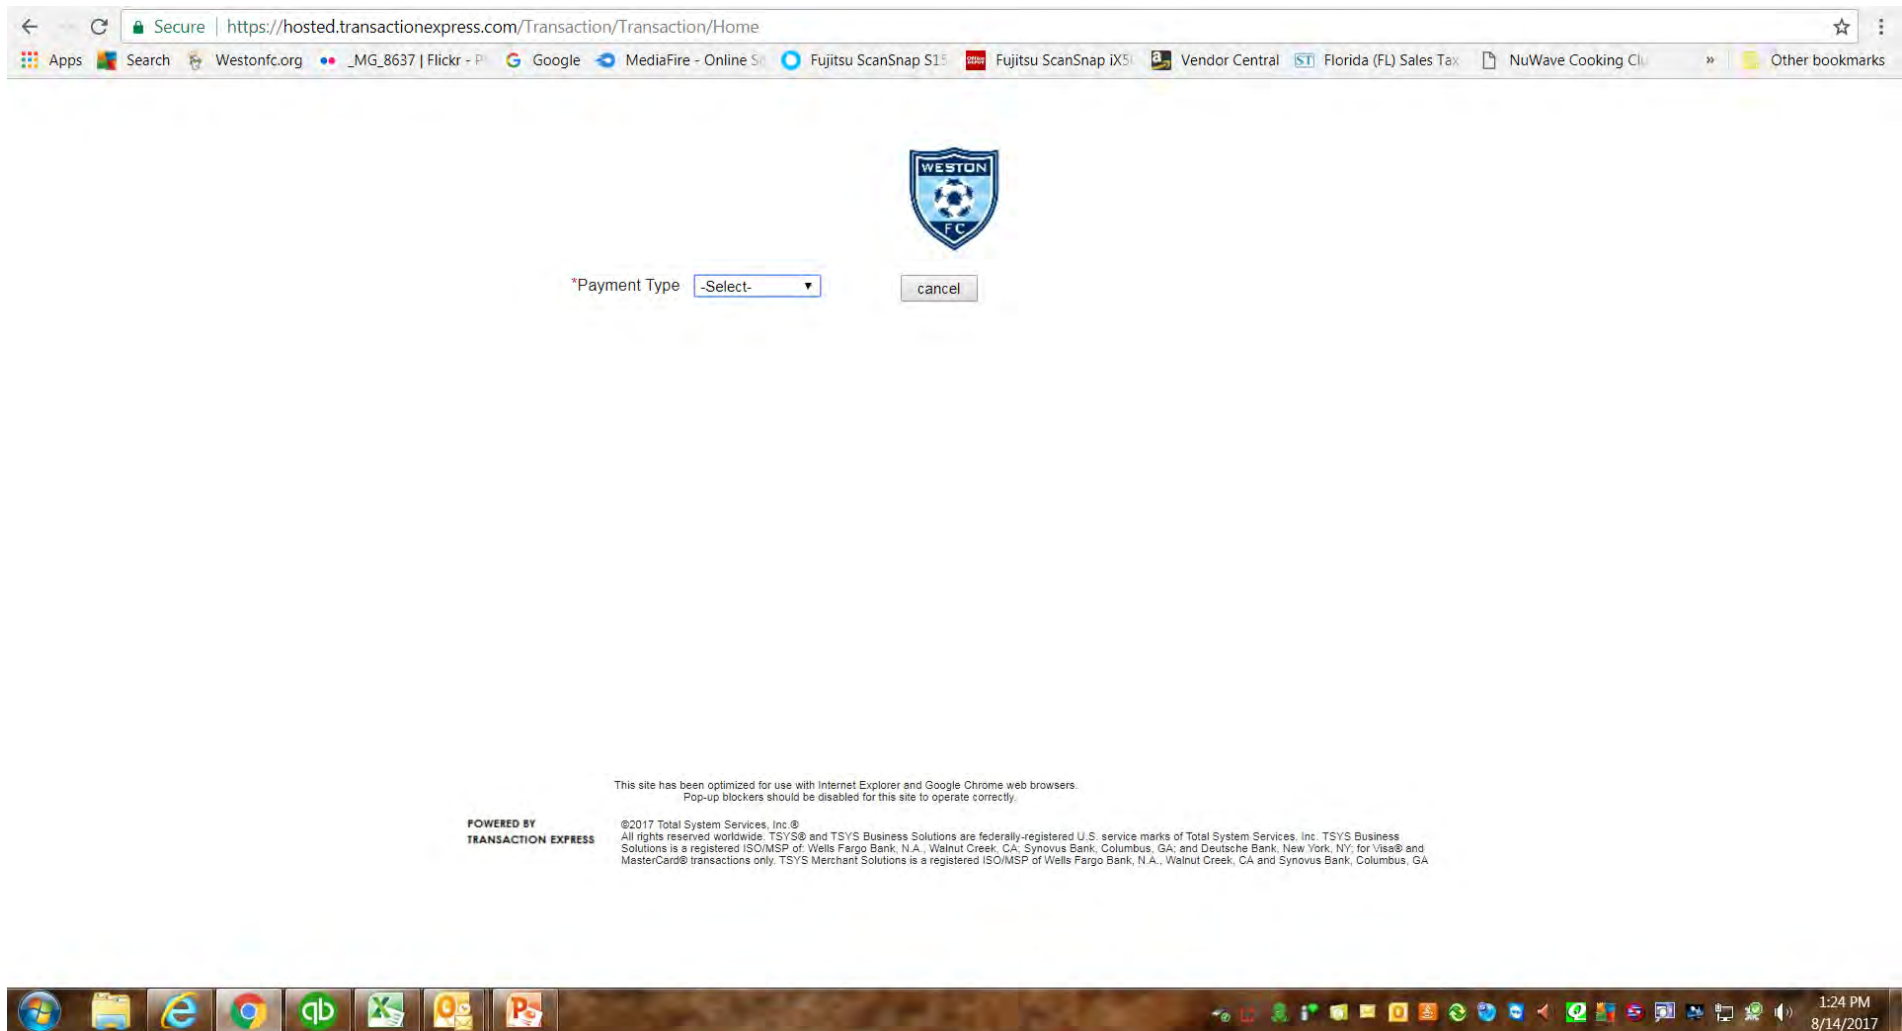 Secure | https://hosted.transactionexpress.com/Transaction/Transaction/Home
Apps Search Westonfc.org _MG_8637 | Flickr - P Google MediaFire - Online S Fujitsu ScanSnap S15 Fujitsu ScanSnap iX5 Vendor Central ST Florida (FL) Sales Tax NuWave Cooking Clu » Other bookmarks
WESTON
FC
*Payment Type -Select- cancel
This site has been optimized for use with Internet Explorer and Google Chrome web browsers.
Pop-up blockers should be disabled for this site to operate correctly.
POWERED BY
TRANSACTION EXPRESS
©2017 Total System Services, Inc.®
All rights reserved worldwide. TSYS® and TSYS Business Solutions are federally-registered U.S. service marks of Total System Services. Inc. TSYS Business
Solutions is a registered ISO/MSP of: Wells Fargo Bank, N.A., Walnut Creek, CA; Synovus Bank, Columbus, GA; and Deutsche Bank, New York, NY; for Visa® and
MasterCard® transactions only. TSYS Merchant Solutions is a registered ISO/MSP of Wells Fargo Bank, N.A., Walnut Creek, CA and Synovus Bank, Columbus, GA
1:24 PM
8/14/2017